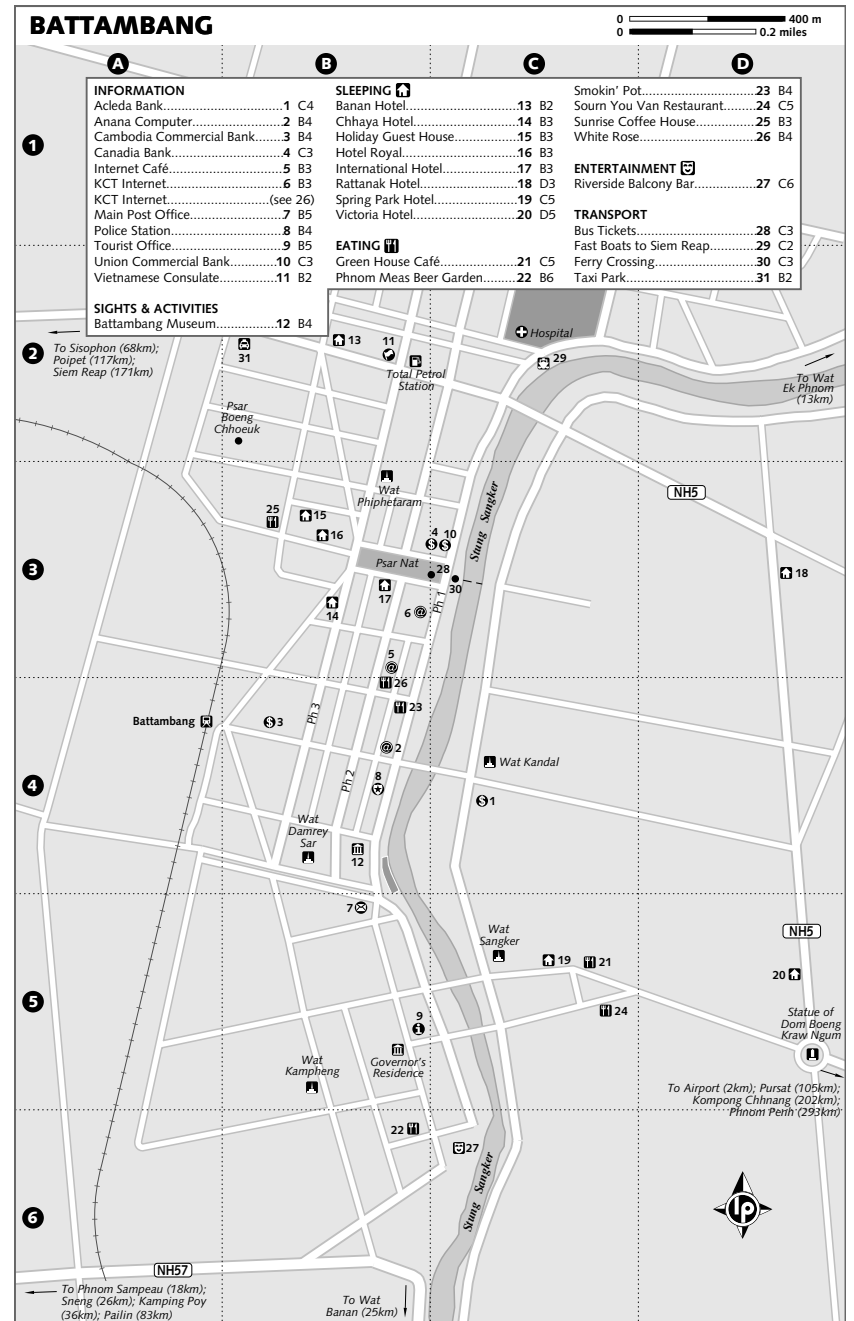 BATTAMBANG
0 400 m
0 0.2 miles
A B C D
INFORMATION
Acleda Bank..........................1 C4
Anana Computer..................2 B4
Cambodia Commercial Bank...3 B4
Canadia Bank........................4 C3
Internet Café.........................5 B3
KCT Internet..........................6 B3
KCT Internet.....................(see 26)
Main Post Office....................7 B5
Police Station.........................8 B4
Tourist Office.........................9 B5
Union Commercial Bank.......10 C3
Vietnamese Consulate..........11 B2
SIGHTS & ACTIVITIES
Battambang Museum...........12 B4
SLEEPING
Banan Hotel..........................13 B2
Chhaya Hotel........................14 B3
Holiday Guest House............15 B3
Hotel Royal...........................16 B3
International Hotel................17 B3
Rattanak Hotel......................18 D3
Spring Park Hotel..................19 C5
Victoria Hotel........................20 D5
EATING
Green House Café.................21 C5
Phnom Meas Beer Garden....22 B6
Smokin' Pot..........................23 B4
Sourn You Van Restaurant....24 C5
Sunrise Coffee House............25 B3
White Rose............................26 B4
ENTERTAINMENT
Riverside Balcony Bar............27 C6
TRANSPORT
Bus Tickets............................28 C3
Fast Boats to Siem Reap........29 C2
Ferry Crossing.......................30 C3
Taxi Park...............................31 B2
1
2
To Sisophon (68km);
Poipet (117km);
Siem Reap (171km)
31
13
11
Total Petrol
Station
Hospital
29
To Wat
Ek Phnom
(13km)
Psar
Boeng
Chhoeuk
Wat
Phiphetaram
Stung Sangker
NH5
25
15
16
4 10
3
Psar Nat
28
30
18
14
17
6
Ph 1
5
26
23
Battambang
3
Ph 3
2
Wat Kandal
4
Ph 2
8
1
Wat
Damrey
Sar
12
7
Wat
Sangker
NH5
19
21
20
5
9
24
Statue of
Dom Boeng
Kraw Ngum
Wat
Kampheng
Governor's
Residence
To Airport (2km); Pursat (105km);
Kompong Chhnang (202km);
Phnom Penh (293km)
22
27
Stung Sangker
6
lp
NH57
To Phnom Sampeau (18km);
Sneng (26km); Kamping Poy
(36km); Pailin (83km)
To Wat
Banan (25km)